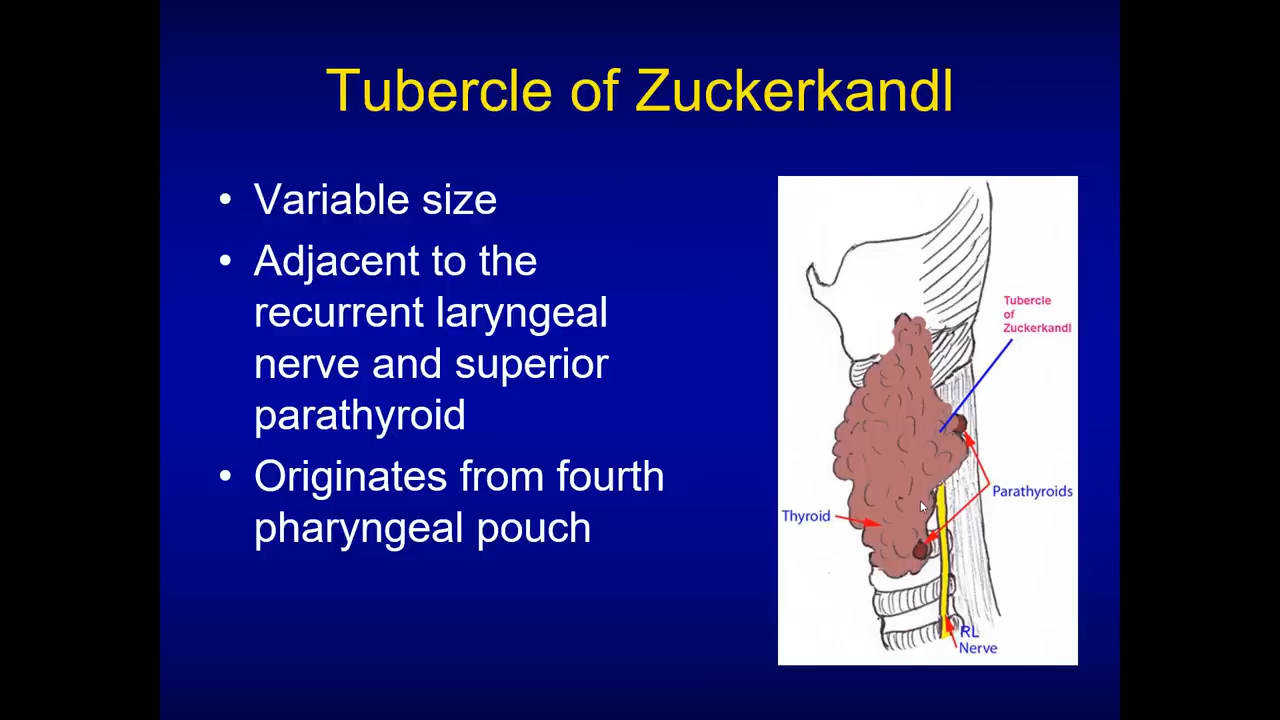 Tubercle of Zuckerkandl
• Variable size
• Adjacent to the
recurrent laryngeal
nerve and superior
parathyroid
• Originates from fourth
pharyngeal pouch
Tubercle
of
Zuckerkandl
Parathyroids
Thyroid
RL
Nerve